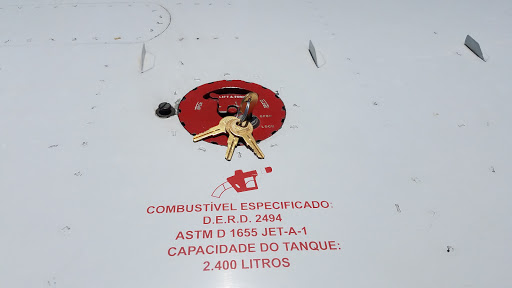 COMBUSTÍVEL ESPECIFICADO:
D.E.R.D. 2494
ASTM D 1655 JET-A-1
CAPACIDADE DO TANQUE:
2.400 LITROS